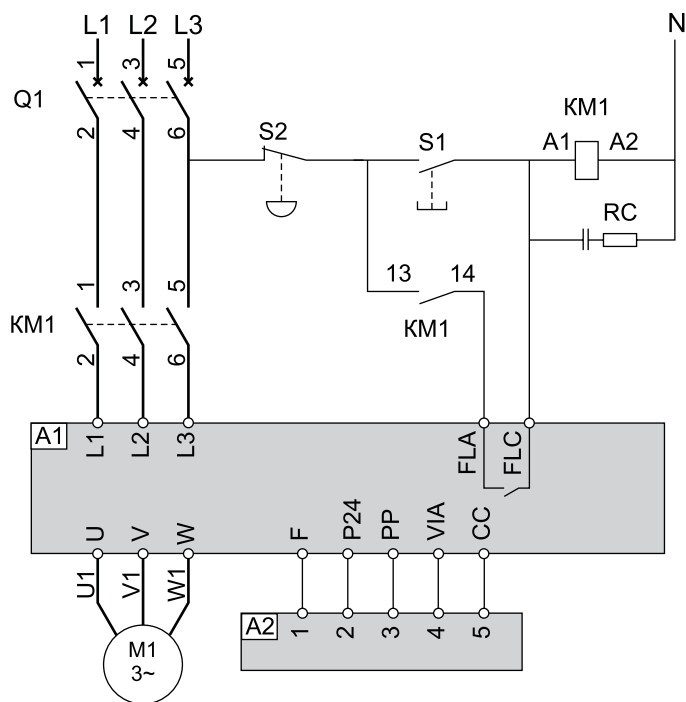 L1 L2 L3 N
1 3 5
Q1
2 4 6
S2 S1 KM1
A1 A2
RC
13 14
KM1
1 3 5
KM1
2 4 6
A1
L1 L2 L3 FLA FLC
U V W F P24 PP VIA CC
U1 V1 W1
A2
1 2 3 4 5
M1
3~